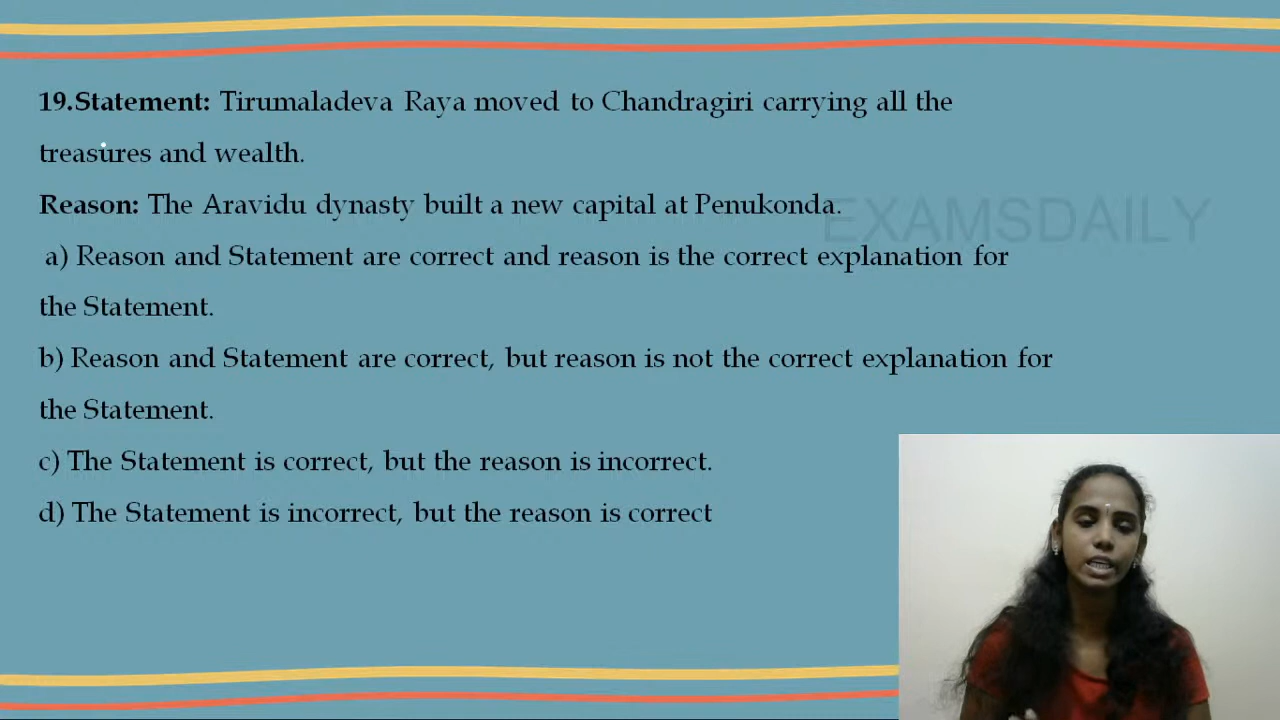 19.Statement: Tirumaladeva Raya moved to Chandragiri carrying all the
treasures and wealth.
Reason: The Aravidu dynasty built a new capital at Penukonda.
EXAMSDAILY
a) Reason and Statement are correct and reason is the correct explanation for
the Statement.
b) Reason and Statement are correct, but reason is not the correct explanation for
the Statement.
c) The Statement is correct, but the reason is incorrect.
d) The Statement is incorrect, but the reason is correct